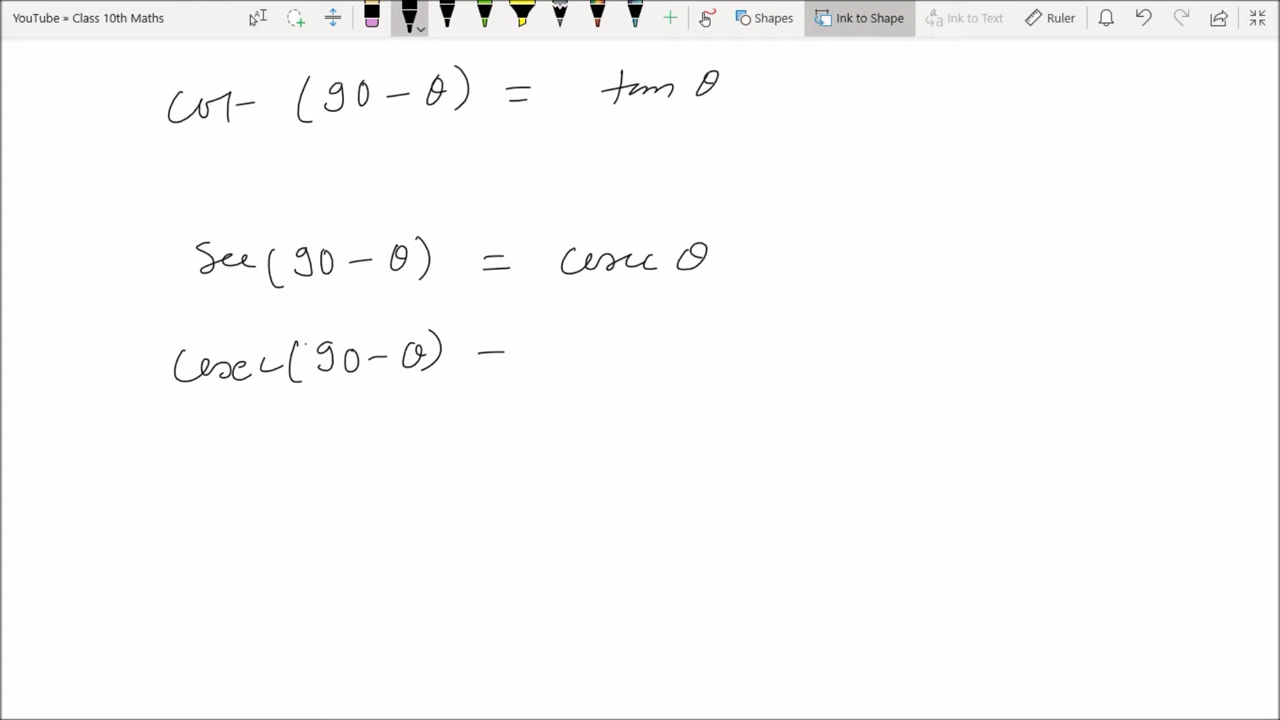 YouTube » Class 10th Maths Shapes Ink to Shape Ink to Text Ruler
cot (90 - θ) = tan θ
Sec (90 - θ) = cosec θ
Cosec (90 - θ) -